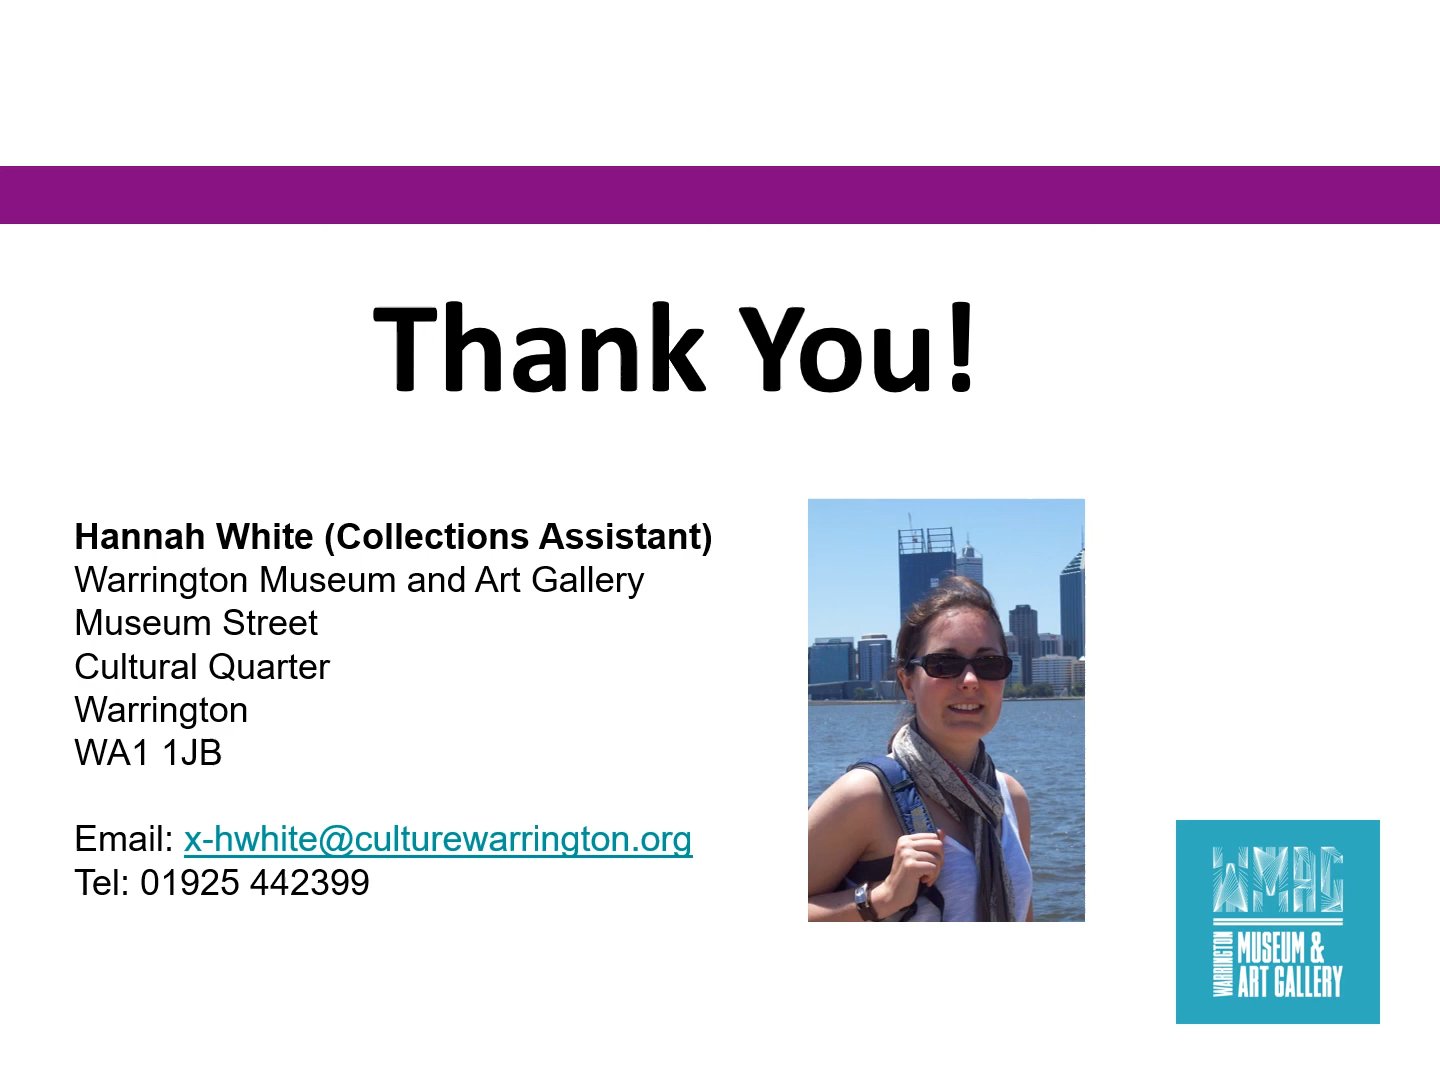 Thank You!
Hannah White (Collections Assistant)
Warrington Museum and Art Gallery
Museum Street
Cultural Quarter
Warrington
WA1 1JB
Email: x-hwhite@culturewarrington.org
Tel: 01925 442399
WMAG
WARRINGTON
MUSEUM &
ART GALLERY